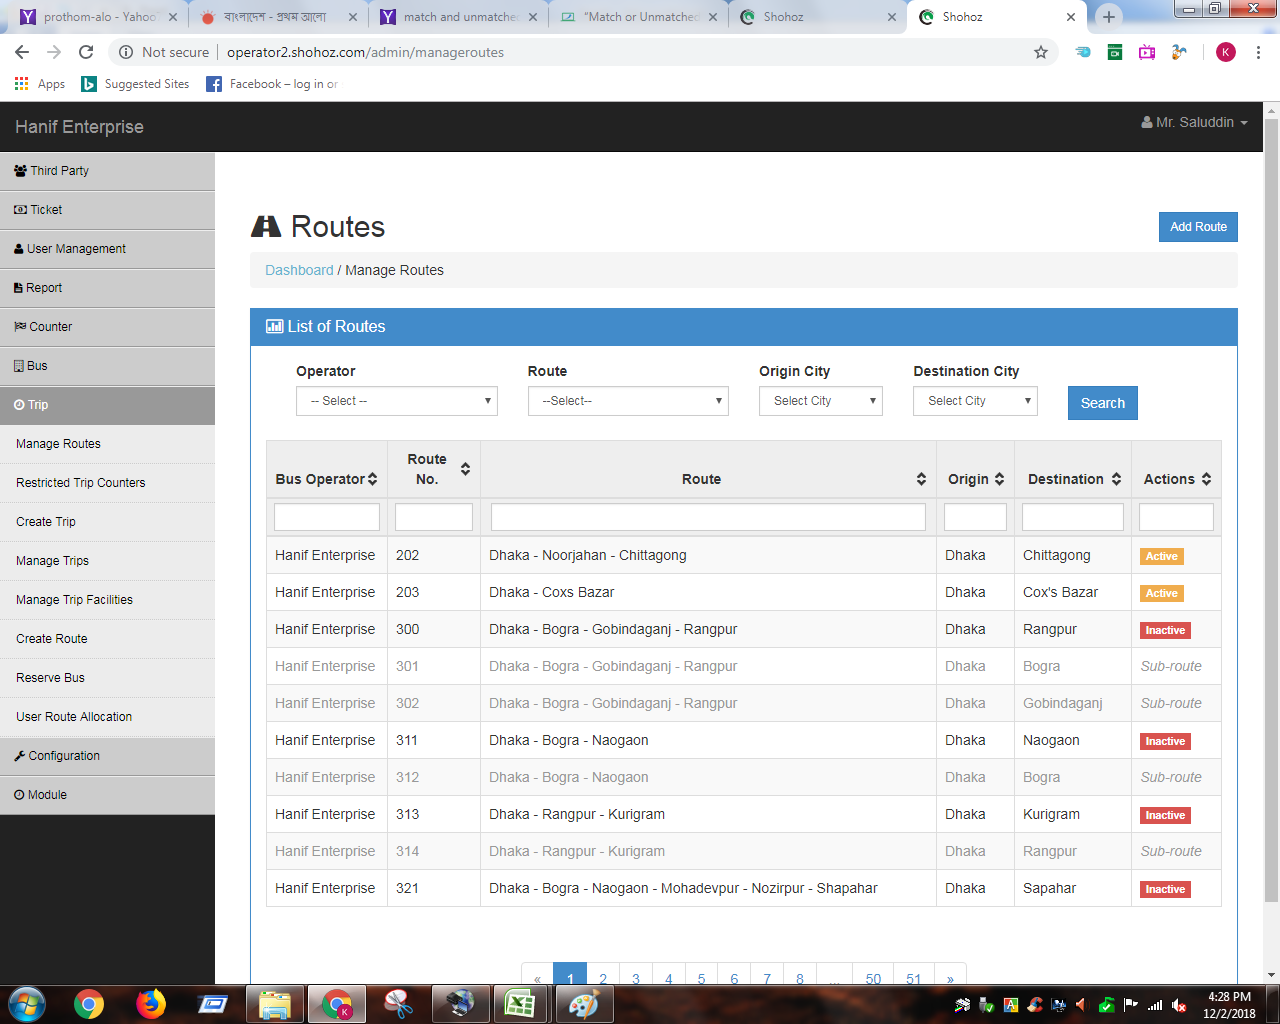 prothom-alo - Yahoo
বাংলাদেশ - প্রথম আলো
match and unmatche
"Match or Unmatched
Shohoz
Shohoz
Not secure
operator2.shohoz.com/admin/manageroutes
K
Apps
Suggested Sites
Facebook – log in or
Hanif Enterprise
Mr. Saluddin
Third Party
Ticket
User Management
Report
Counter
Bus
Trip
Manage Routes
Restricted Trip Counters
Create Trip
Manage Trips
Manage Trip Facilities
Create Route
Reserve Bus
User Route Allocation
Configuration
Module
Routes
Add Route
Dashboard / Manage Routes
List of Routes
Operator Route Origin City Destination City
-- Select -- --Select-- Select City Select City Search
Bus Operator Route No. Route Origin Destination Actions
Hanif Enterprise 202 Dhaka - Noorjahan - Chittagong Dhaka Chittagong Active
Hanif Enterprise 203 Dhaka - Coxs Bazar Dhaka Cox's Bazar Active
Hanif Enterprise 300 Dhaka - Bogra - Gobindaganj - Rangpur Dhaka Rangpur Inactive
Hanif Enterprise 301 Dhaka - Bogra - Gobindaganj - Rangpur Dhaka Bogra Sub-route
Hanif Enterprise 302 Dhaka - Bogra - Gobindaganj - Rangpur Dhaka Gobindaganj Sub-route
Hanif Enterprise 311 Dhaka - Bogra - Naogaon Dhaka Naogaon Inactive
Hanif Enterprise 312 Dhaka - Bogra - Naogaon Dhaka Bogra Sub-route
Hanif Enterprise 313 Dhaka - Rangpur - Kurigram Dhaka Kurigram Inactive
Hanif Enterprise 314 Dhaka - Rangpur - Kurigram Dhaka Rangpur Sub-route
Hanif Enterprise 321 Dhaka - Bogra - Naogaon - Mohadevpur - Nozirpur - Shapahar Dhaka Sapahar Inactive
« 1 2 3 4 5 6 7 8 ... 50 51 »
4:28 PM
12/2/2018